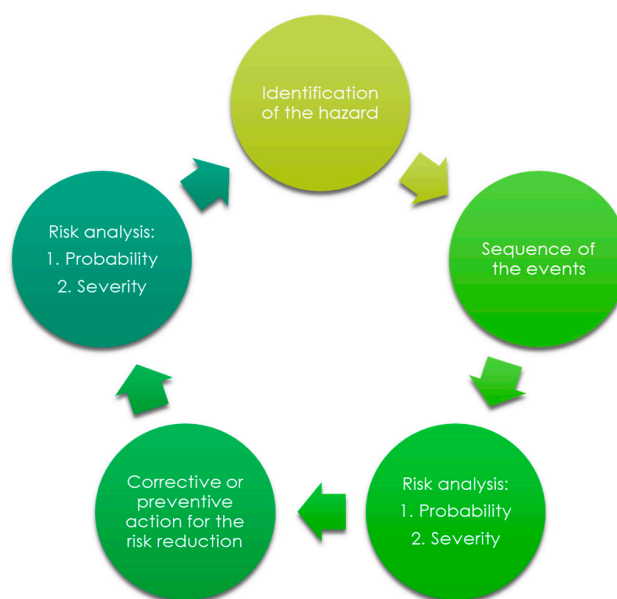 Identification
of the hazard
Sequence of
the events
Risk analysis:
1. Probability
2. Severity
Corrective or
preventive
action for the
risk reduction
Risk analysis:
1. Probability
2. Severity